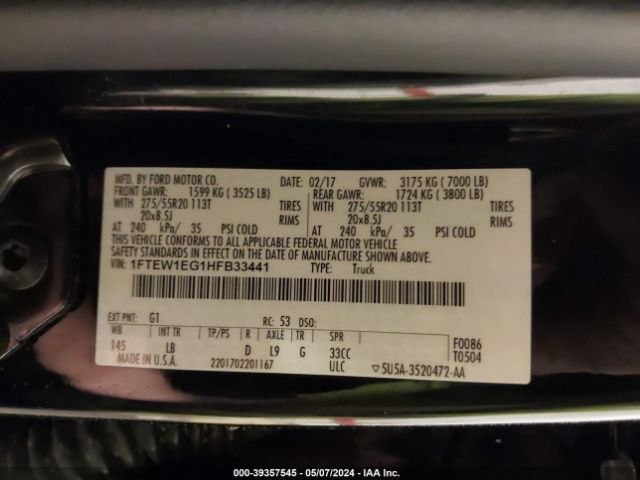 MFD. BY FORD MOTOR CO. DATE: 02/17 GVWR: 3175 KG ( 7000 LB)
FRONT GAWR: 1599 KG ( 3525 LB) REAR GAWR: 1724 KG ( 3800 LB)
WITH 275/55R20 113T TIRES WITH 275/55R20 113T TIRES
20x8.5J RIMS 20x8.5J RIMS
AT 240 kPa/ 35 PSI COLD AT 240 kPa/ 35 PSI COLD
THIS VEHICLE CONFORMS TO ALL APPLICABLE FEDERAL MOTOR VEHICLE
SAFETY STANDARDS IN EFFECT ON THE DATE OF MANUFACTURE SHOWN ABOVE.
VIN: 1FTEW1EG1HFB33441 TYPE: Truck
EXT PNT: G1 RC: 53 DSO:
WB INT TR TP/PS R AXLE TR SPR F0086
145 LB D L9 G 33CC T0504
MADE IN U.S.A. 2201702201167 ULC 5U5A-3520472-AA
000-39357545 - 05/07/2024 - IAA Inc.